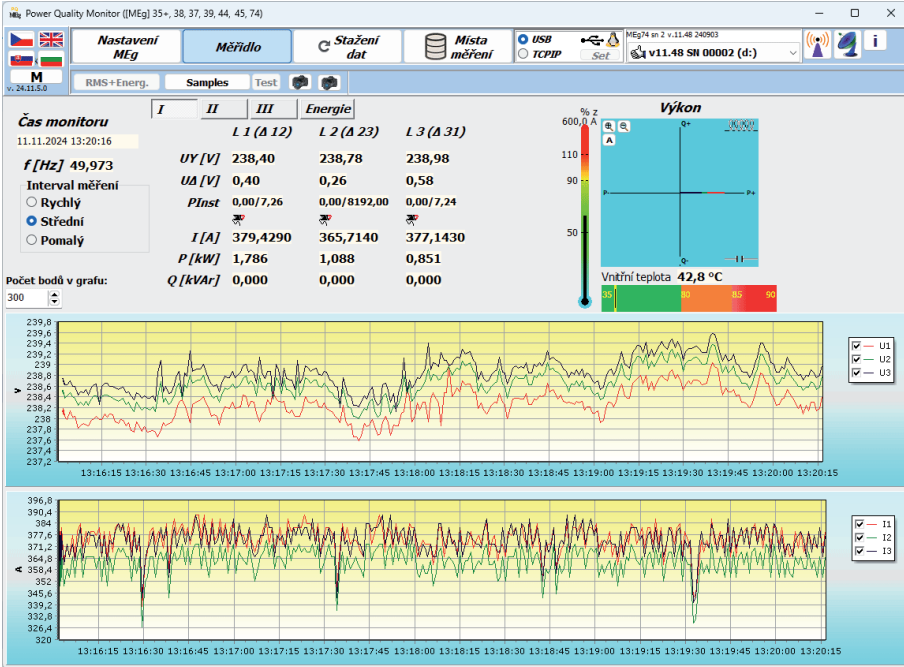 Power Quality Monitor ([MEg] 35+, 38, 37, 39, 44, 45, 74)
Nastavení MEg
Měřidlo
Stažení dat
Místa měření
USB
TCPIP
Set
MEg74 sn 2 v.11.48 240903
v11.48 SN 00002 (d:)
i
M
v. 24.11.5.0
RMS+Energ.
Samples
Test
I II III Energie
Čas monitoru
11.11.2024 13:20:16
f [Hz] 49,973
Interval měření
Rychlý
Střední
Pomalý
Počet bodů v grafu:
300
L 1 (Δ 12) L 2 (Δ 23) L 3 (Δ 31)
UY [V] 238,40 238,78 238,98
UΔ [V] 0,40 0,26 0,58
PInst 0,00/7,26 0,00/8192,00 0,00/7,24
I [A] 379,4290 365,7140 377,1430
P [kW] 1,786 1,088 0,851
Q [kVAr] 0,000 0,000 0,000
% z
600,0 A
110
90
50
Výkon
A
Q+
P-
P+
Q-
Vnitřní teplota 42,8 °C
35 80 85 90
239,8
239,6
239,4
239,2
239
238,8
238,6
238,4
238,2
238
237,8
237,6
237,4
237,2
V
13:16:15 13:16:30 13:16:45 13:17:00 13:17:15 13:17:30 13:17:45 13:18:00 13:18:15 13:18:30 13:18:45 13:19:00 13:19:15 13:19:30 13:19:45 13:20:00 13:20:15
U1
U2
U3
396,8
390,4
384
377,6
371,2
364,8
358,4
352
345,6
339,2
332,8
326,4
320
A
13:16:15 13:16:30 13:16:45 13:17:00 13:17:15 13:17:30 13:17:45 13:18:00 13:18:15 13:18:30 13:18:45 13:19:00 13:19:15 13:19:30 13:19:45 13:20:00 13:20:15
I1
I2
I3